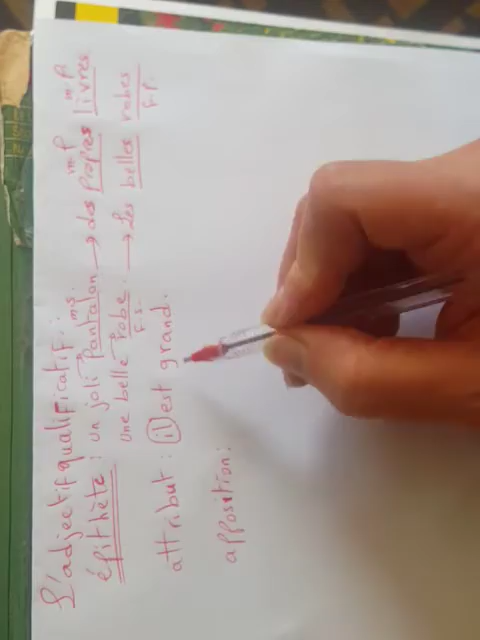 L'adjectif qualificatif :
épithète : un joli Pantalon → des Propres livres
m.s. m P m P
une belle robe. → Les belles robes
F.s. F.P.
attribut : il est grand.
apposition :